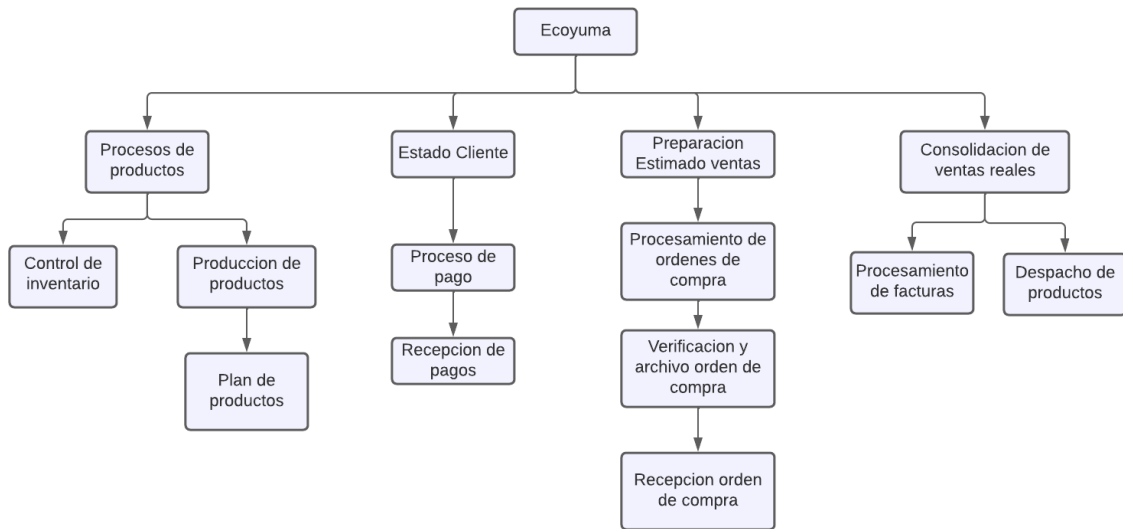 Ecoyuma
Procesos de
productos
Estado Cliente
Preparacion
Estimado ventas
Consolidacion de
ventas reales
Control de
inventario
Produccion de
productos
Proceso de
pago
Procesamiento de
ordenes de
compra
Procesamiento
de facturas
Despacho de
productos
Plan de
productos
Recepcion de
pagos
Verificacion y
archivo orden de
compra
Recepcion orden
de compra